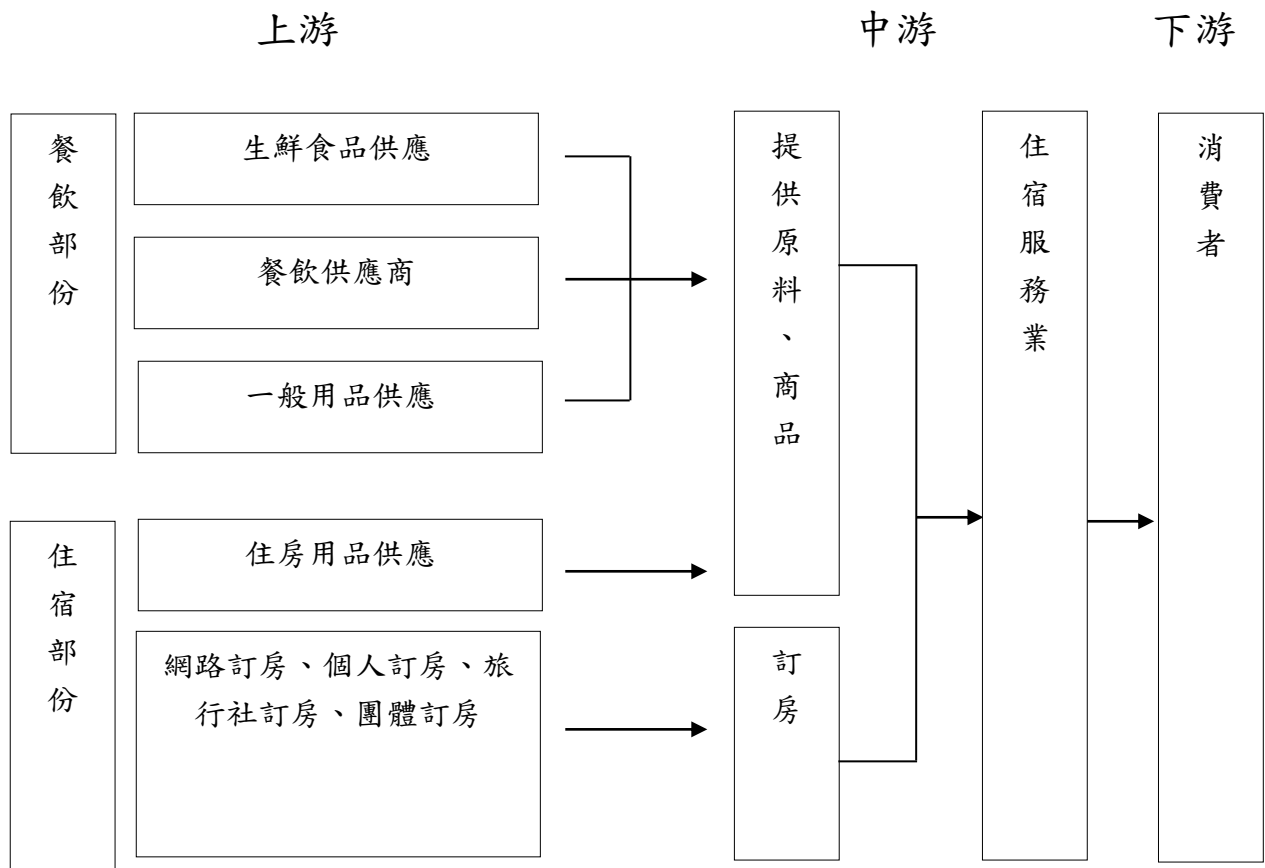 上游
中游
下游
餐飲部份
生鮮食品供應
餐飲供應商
一般用品供應
住宿部份
住房用品供應
網路訂房、個人訂房、旅
行社訂房、團體訂房
提供原料、商品
訂房
住宿服務業
消費者